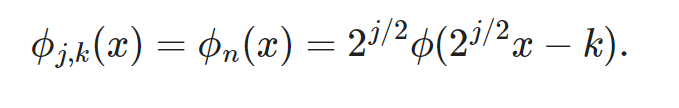 ϕ_{j,k}(x) = ϕ_n(x) = 2^{j/2}ϕ(2^{j/2}x − k).